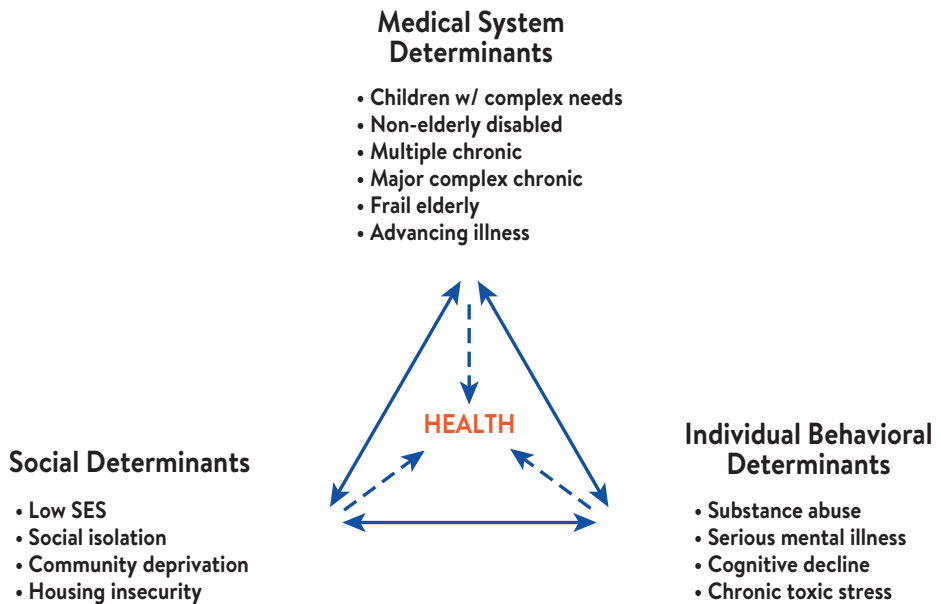 Medical System
Determinants
• Children w/ complex needs
• Non-elderly disabled
• Multiple chronic
• Major complex chronic
• Frail elderly
• Advancing illness
HEALTH
Social Determinants
• Low SES
• Social isolation
• Community deprivation
• Housing insecurity
Individual Behavioral
Determinants
• Substance abuse
• Serious mental illness
• Cognitive decline
• Chronic toxic stress